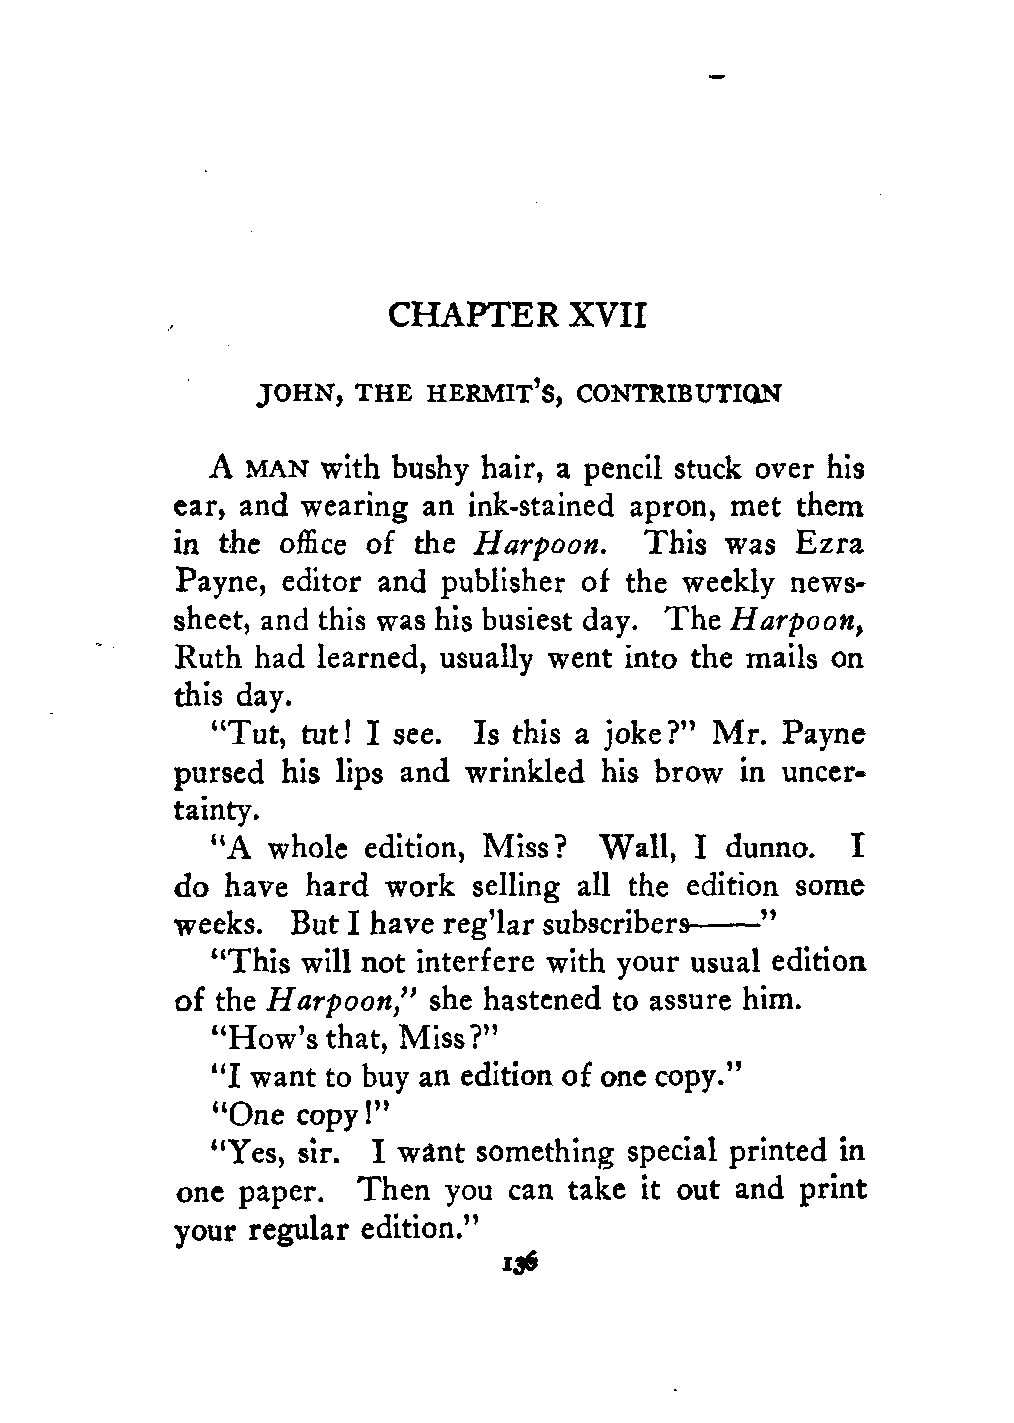 CHAPTER XVII
JOHN, THE HERMIT'S, CONTRIBUTION
A MAN with bushy hair, a pencil stuck over his
ear, and wearing an ink-stained apron, met them
in the office of the Harpoon. This was Ezra
Payne, editor and publisher of the weekly news-
sheet, and this was his busiest day. The Harpoon,
Ruth had learned, usually went into the mails on
this day.
"Tut, tut! I see. Is this a joke?" Mr. Payne
pursed his lips and wrinkled his brow in uncer-
tainty.
"A whole edition, Miss? Wall, I dunno. I
do have hard work selling all the edition some
weeks. But I have reg'lar subscribers——"
"This will not interfere with your usual edition
of the Harpoon," she hastened to assure him.
"How's that, Miss?"
"I want to buy an edition of one copy."
"One copy!"
"Yes, sir. I want something special printed in
one paper. Then you can take it out and print
your regular edition."
136